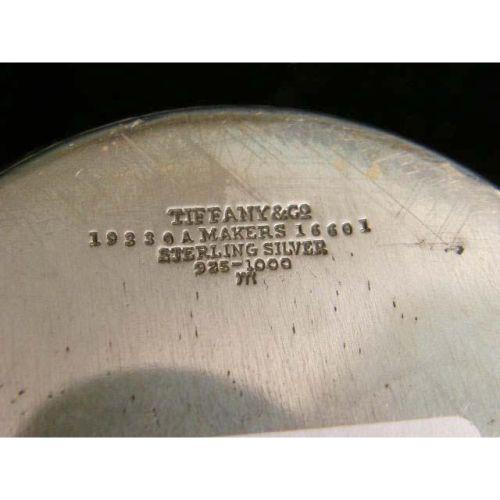 TIFFANY & Co
19330A MAKERS 16601
STERLING SILVER
925-1000
m